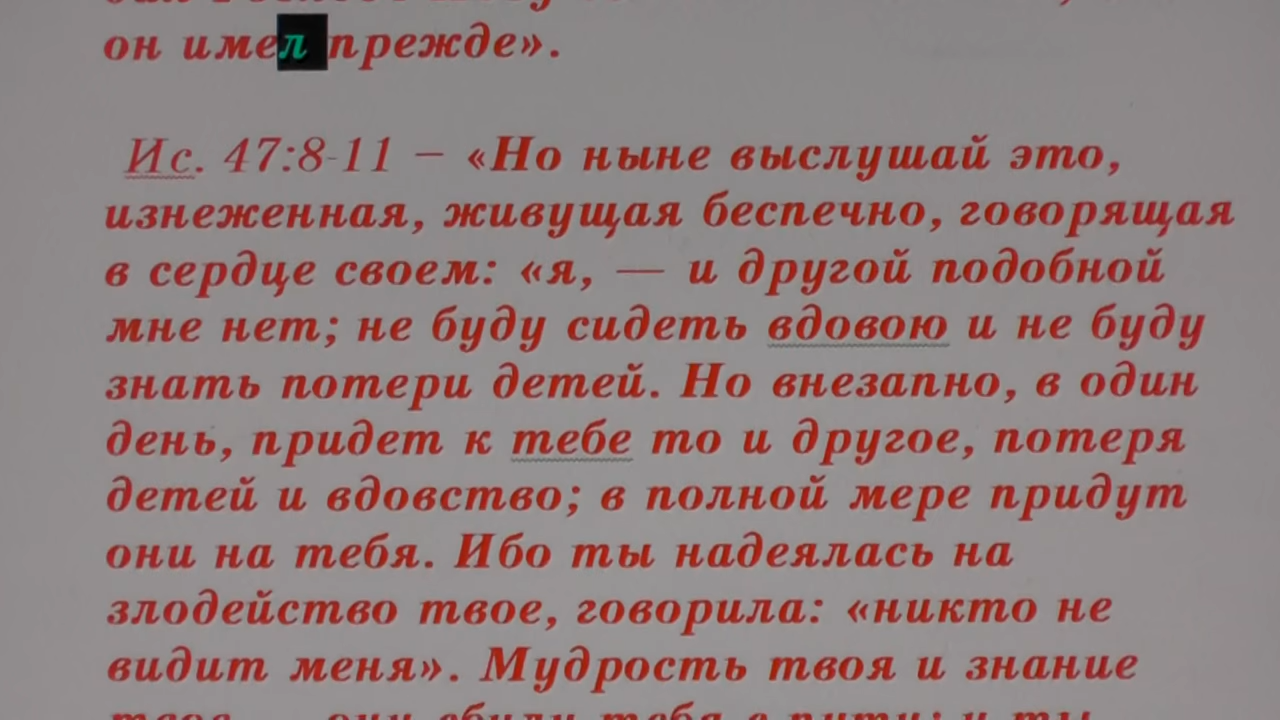 он имел прежде».
Ис. 47:8-11 – «Но ныне выслушай это,
изнеженная, живущая беспечно, говорящая
в сердце своем: «я, — и другой подобной
мне нет; не буду сидеть вдовою и не буду
знать потери детей. Но внезапно, в один
день, придет к тебе то и другое, потеря
детей и вдовство; в полной мере придут
они на тебя. Ибо ты надеялась на
злодейство твое, говорила: «никто не
видит меня». Мудрость твоя и знание